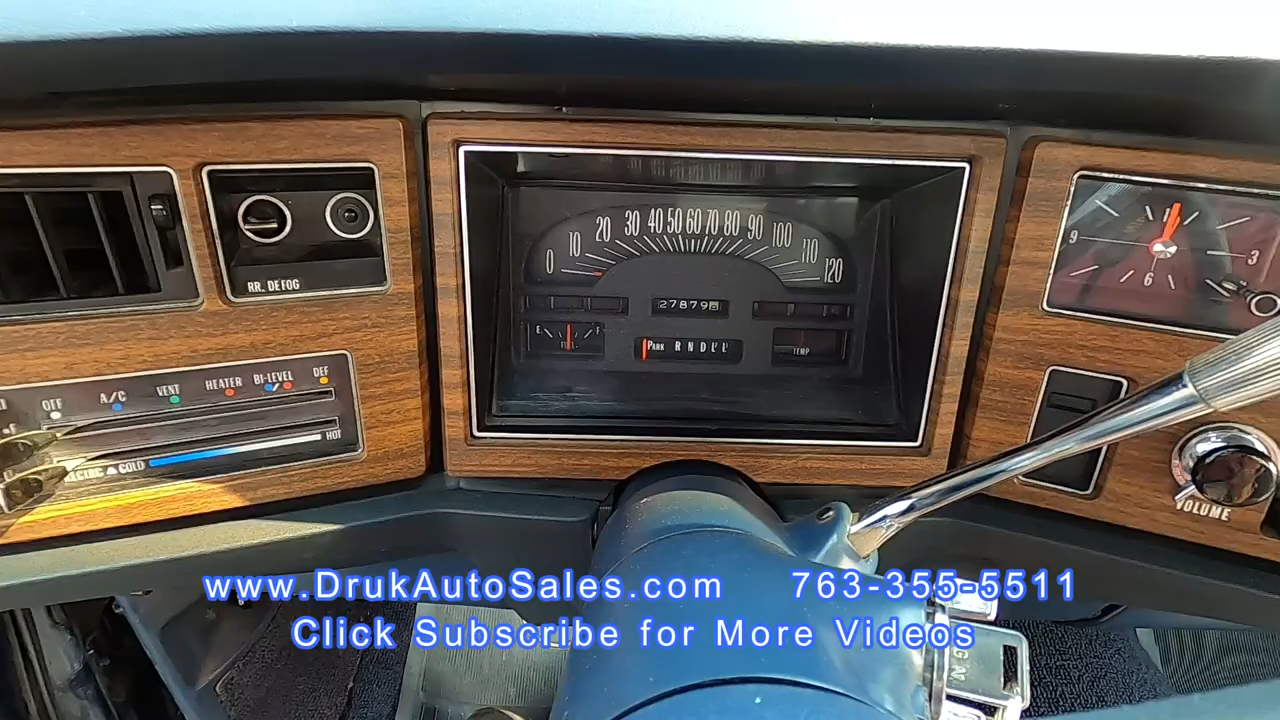 0 10 20 30 40 50 60 70 80 90 100 110 120
27879
E F
FUEL
PARK R N D L' L'
TEMP
RR. DEFOG
OFF A/C VENT HEATER BI-LEVEL DEF
HOT
COLD
9 3 6
VOLUME
www.DrukAutoSales.com 763-355-5511
Click Subscribe for More Videos